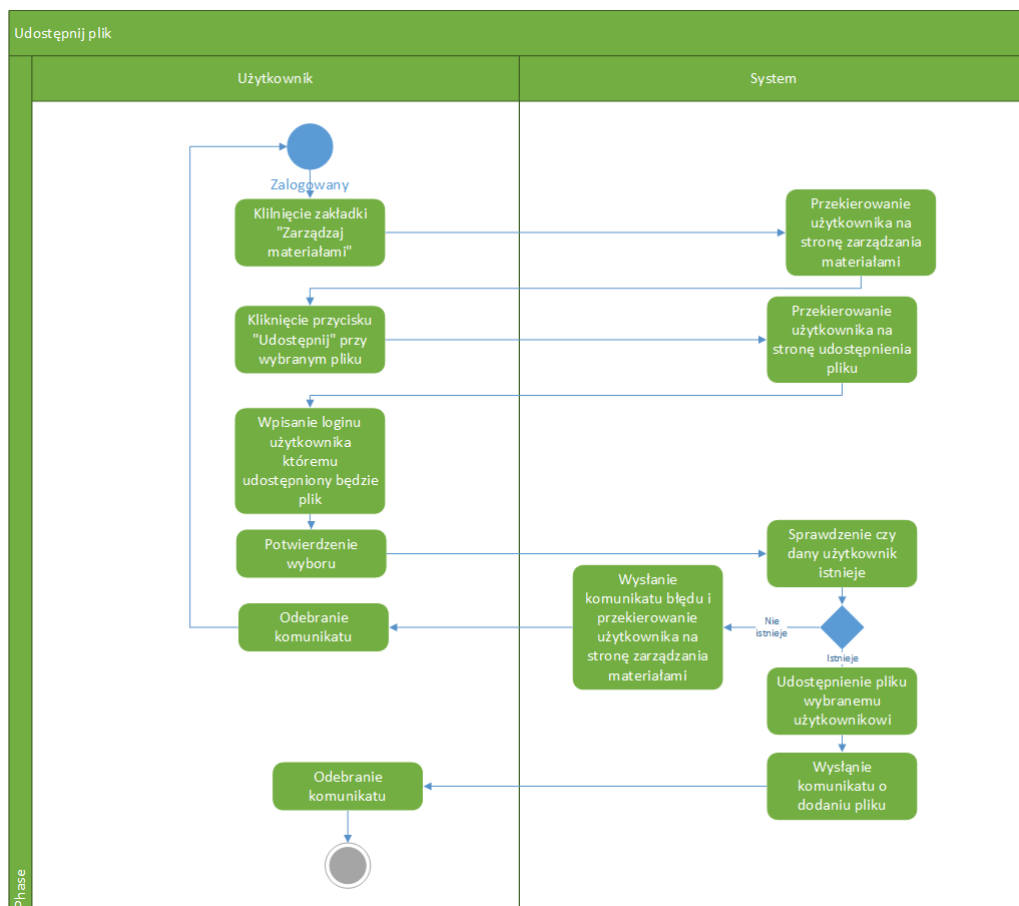 Udostępnij plik
Użytkownik
System
Zalogowany
Klilnięcie zakładki
"Zarządzaj
materiałami"
Przekierowanie
użytkownika na
stronę zarządzania
materiałami
Kliknięcie przycisku
"Udostępnij" przy
wybranym pliku
Przekierowanie
użytkownika na
stronę udostępnienia
pliku
Wpisanie loginu
użytkownika
któremu
udostępniony będzie
plik
Potwierdzenie
wyboru
Sprawdzenie czy
dany użytkownik
istnieje
Nie
istnieje
Wysłanie
komunikatu błędu i
przekierowanie
użytkownika na
stronę zarządzania
materiałami
Odebranie
komunikatu
Istnieje
Udostępnienie pliku
wybranemu
użytkownikowi
Wysłąnie
komunikatu o
dodaniu pliku
Odebranie
komunikatu
Phase